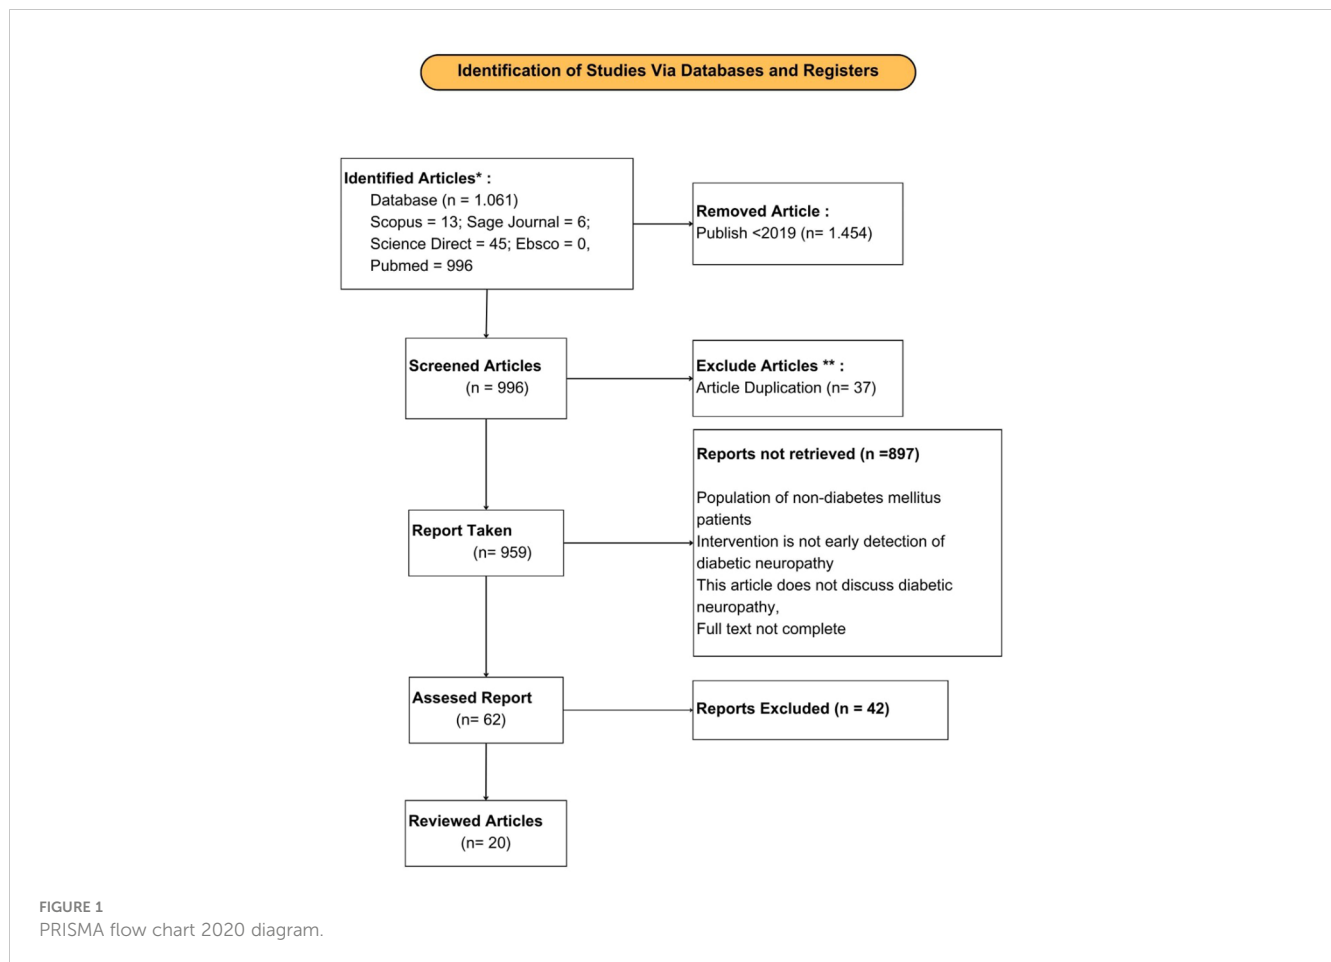 Identification of Studies Via Databases and Registers
Identified Articles* :
Database (n = 1.061)
Scopus = 13; Sage Journal = 6;
Science Direct = 45; Ebsco = 0,
Pubmed = 996
Removed Article :
Publish <2019 (n= 1.454)
Screened Articles
(n = 996)
Exclude Articles ** :
Article Duplication (n= 37)
Reports not retrieved (n =897)
Population of non-diabetes mellitus
patients
Intervention is not early detection of
diabetic neuropathy
This article does not discuss diabetic
neuropathy,
Full text not complete
Report Taken
(n= 959)
Assesed Report
(n= 62)
Reports Excluded (n = 42)
Reviewed Articles
(n= 20)
FIGURE 1
PRISMA flow chart 2020 diagram.